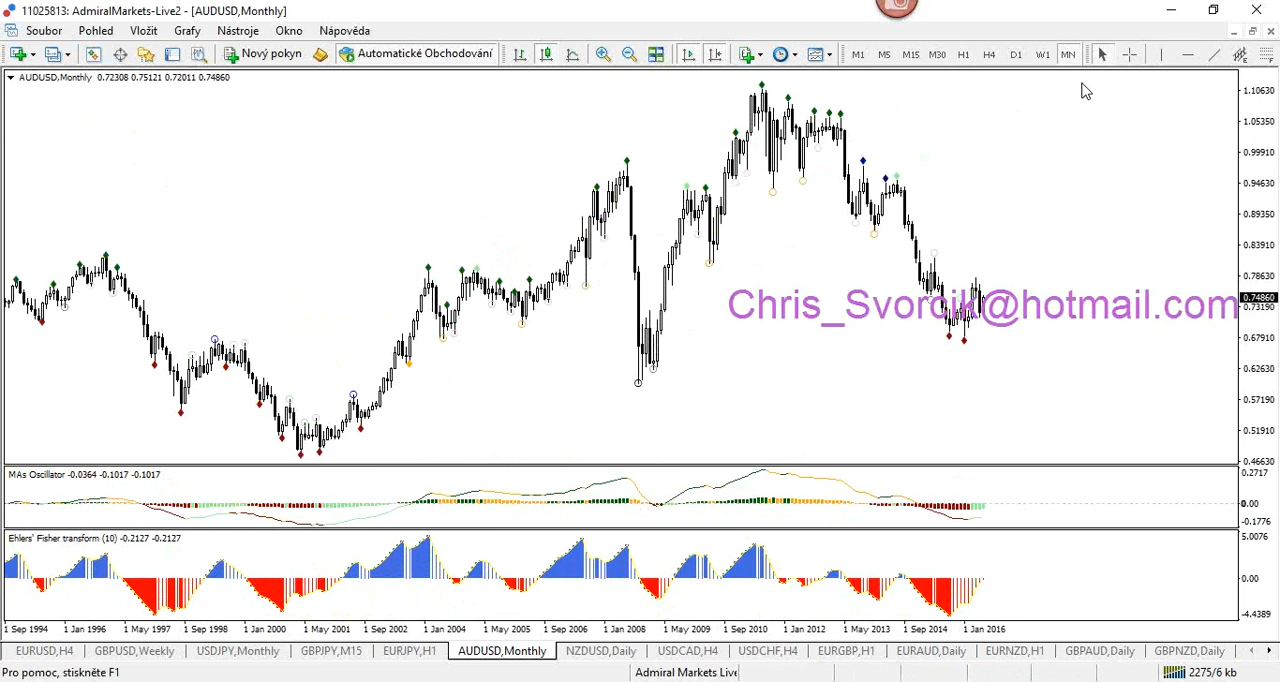 11025813: AdmiralMarkets-Live2 - [AUDUSD,Monthly]
Soubor Pohled Vložit Grafy Nástroje Okno Nápověda
Nový pokyn Automatické Obchodování M1 M5 M15 M30 H1 H4 D1 W1 MN
AUDUSD,Monthly 0.72308 0.75121 0.72011 0.74860
1.10630
1.05350
0.99910
0.94630
0.89350
0.83910
0.78630
0.74860
0.73190
0.67910
0.62630
0.57190
0.51910
0.46630
Chris_Svorcik@hotmail.com
MAs Oscillator -0.0364 -0.1017 -0.1017
0.2717
0.00
-0.1776
Ehlers' Fisher transform (10) -0.2127 -0.2127
5.0076
0.00
-4.4389
1 Sep 1994 1 Jan 1996 1 May 1997 1 Sep 1998 1 Jan 2000 1 May 2001 1 Sep 2002 1 Jan 2004 1 May 2005 1 Sep 2006 1 Jan 2008 1 May 2009 1 Sep 2010 1 Jan 2012 1 May 2013 1 Sep 2014 1 Jan 2016
EURUSD,H4 GBPUSD,Weekly USDJPY,Monthly GBPJPY,M15 EURJPY,H1 AUDUSD,Monthly NZDUSD,Daily USDCAD,H4 USDCHF,H4 EURGBP,H1 EURAUD,Daily EURNZD,H1 GBPAUD,Daily GBPNZD,Daily
Pro pomoc, stiskněte F1 Admiral Markets Live 2275/6 kb